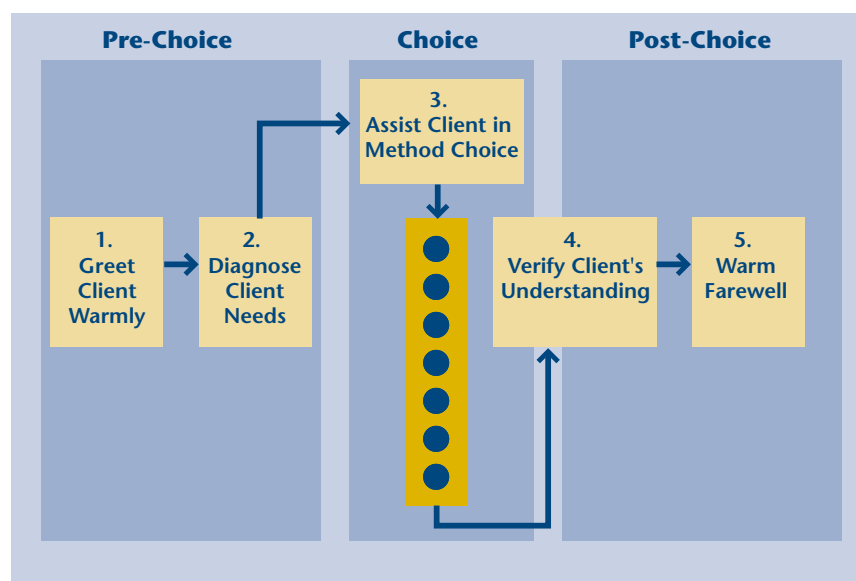 Pre-Choice
Choice
Post-Choice
1.
Greet
Client
Warmly
2.
Diagnose
Client
Needs
3.
Assist Client in
Method Choice
4.
Verify Client's
Understanding
5.
Warm
Farewell